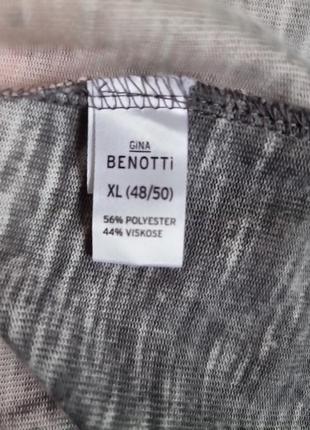 GiNA
BENOTTi
XL (48/50)
56% POLYESTER
44% VISKOSE